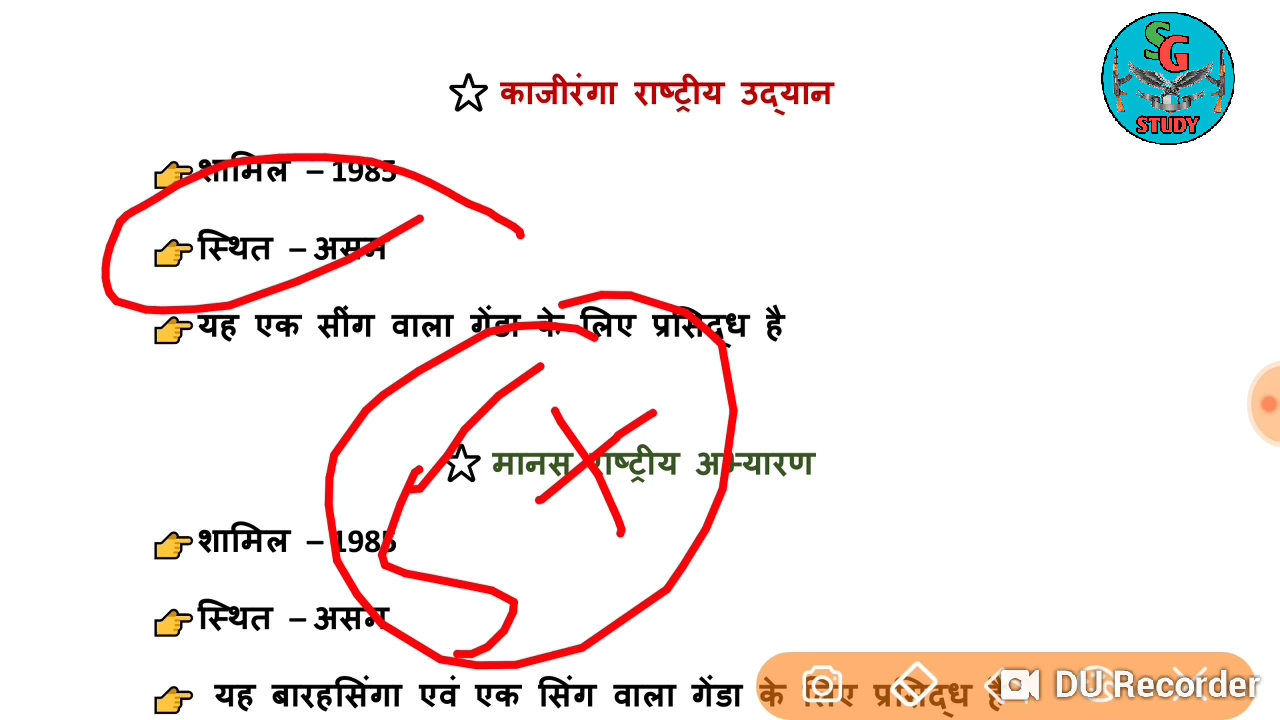 SG
STUDY
☆ काजीरंगा राष्ट्रीय उद्यान
👉 शामिल – 1985
👉 स्थित – असम
👉 यह एक सींग वाला गेंडा के लिए प्रसिद्ध है
☆ मानस राष्ट्रीय अभ्यारण
👉 शामिल – 1985
👉 स्थित – असम
👉 यह बारहसिंगा एवं एक सिंग वाला गेंडा के लिए प्रसिद्ध है
DU Recorder